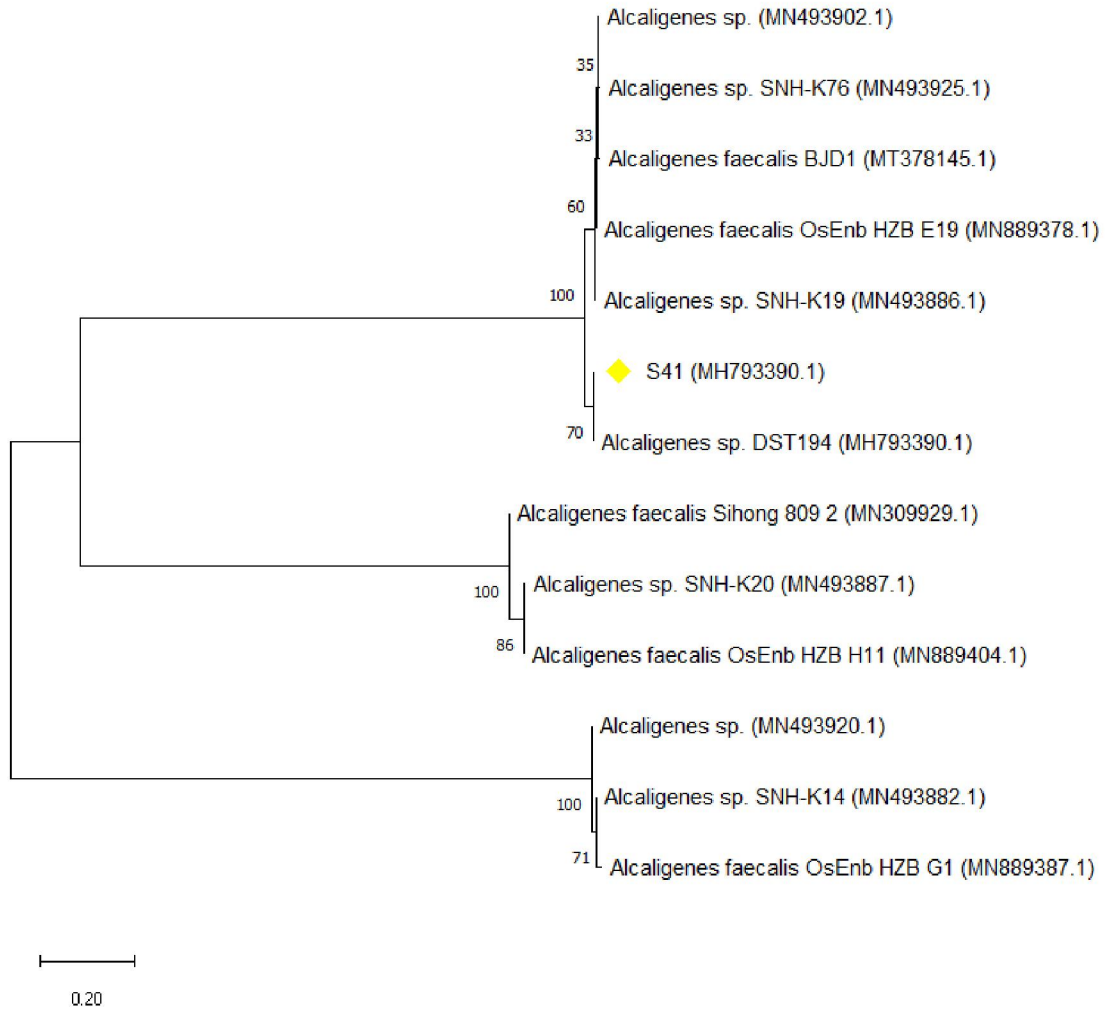 Alcaligenes sp. (MN493902.1)
35
Alcaligenes sp. SNH-K76 (MN493925.1)
33
Alcaligenes faecalis BJD1 (MT378145.1)
60
Alcaligenes faecalis OsEnb HZB E19 (MN889378.1)
100
Alcaligenes sp. SNH-K19 (MN493886.1)
S41 (MH793390.1)
70
Alcaligenes sp. DST194 (MH793390.1)
Alcaligenes faecalis Sihong 809 2 (MN309929.1)
100
Alcaligenes sp. SNH-K20 (MN493887.1)
86
Alcaligenes faecalis OsEnb HZB H11 (MN889404.1)
Alcaligenes sp. (MN493920.1)
100
Alcaligenes sp. SNH-K14 (MN493882.1)
71
Alcaligenes faecalis OsEnb HZB G1 (MN889387.1)
0.20